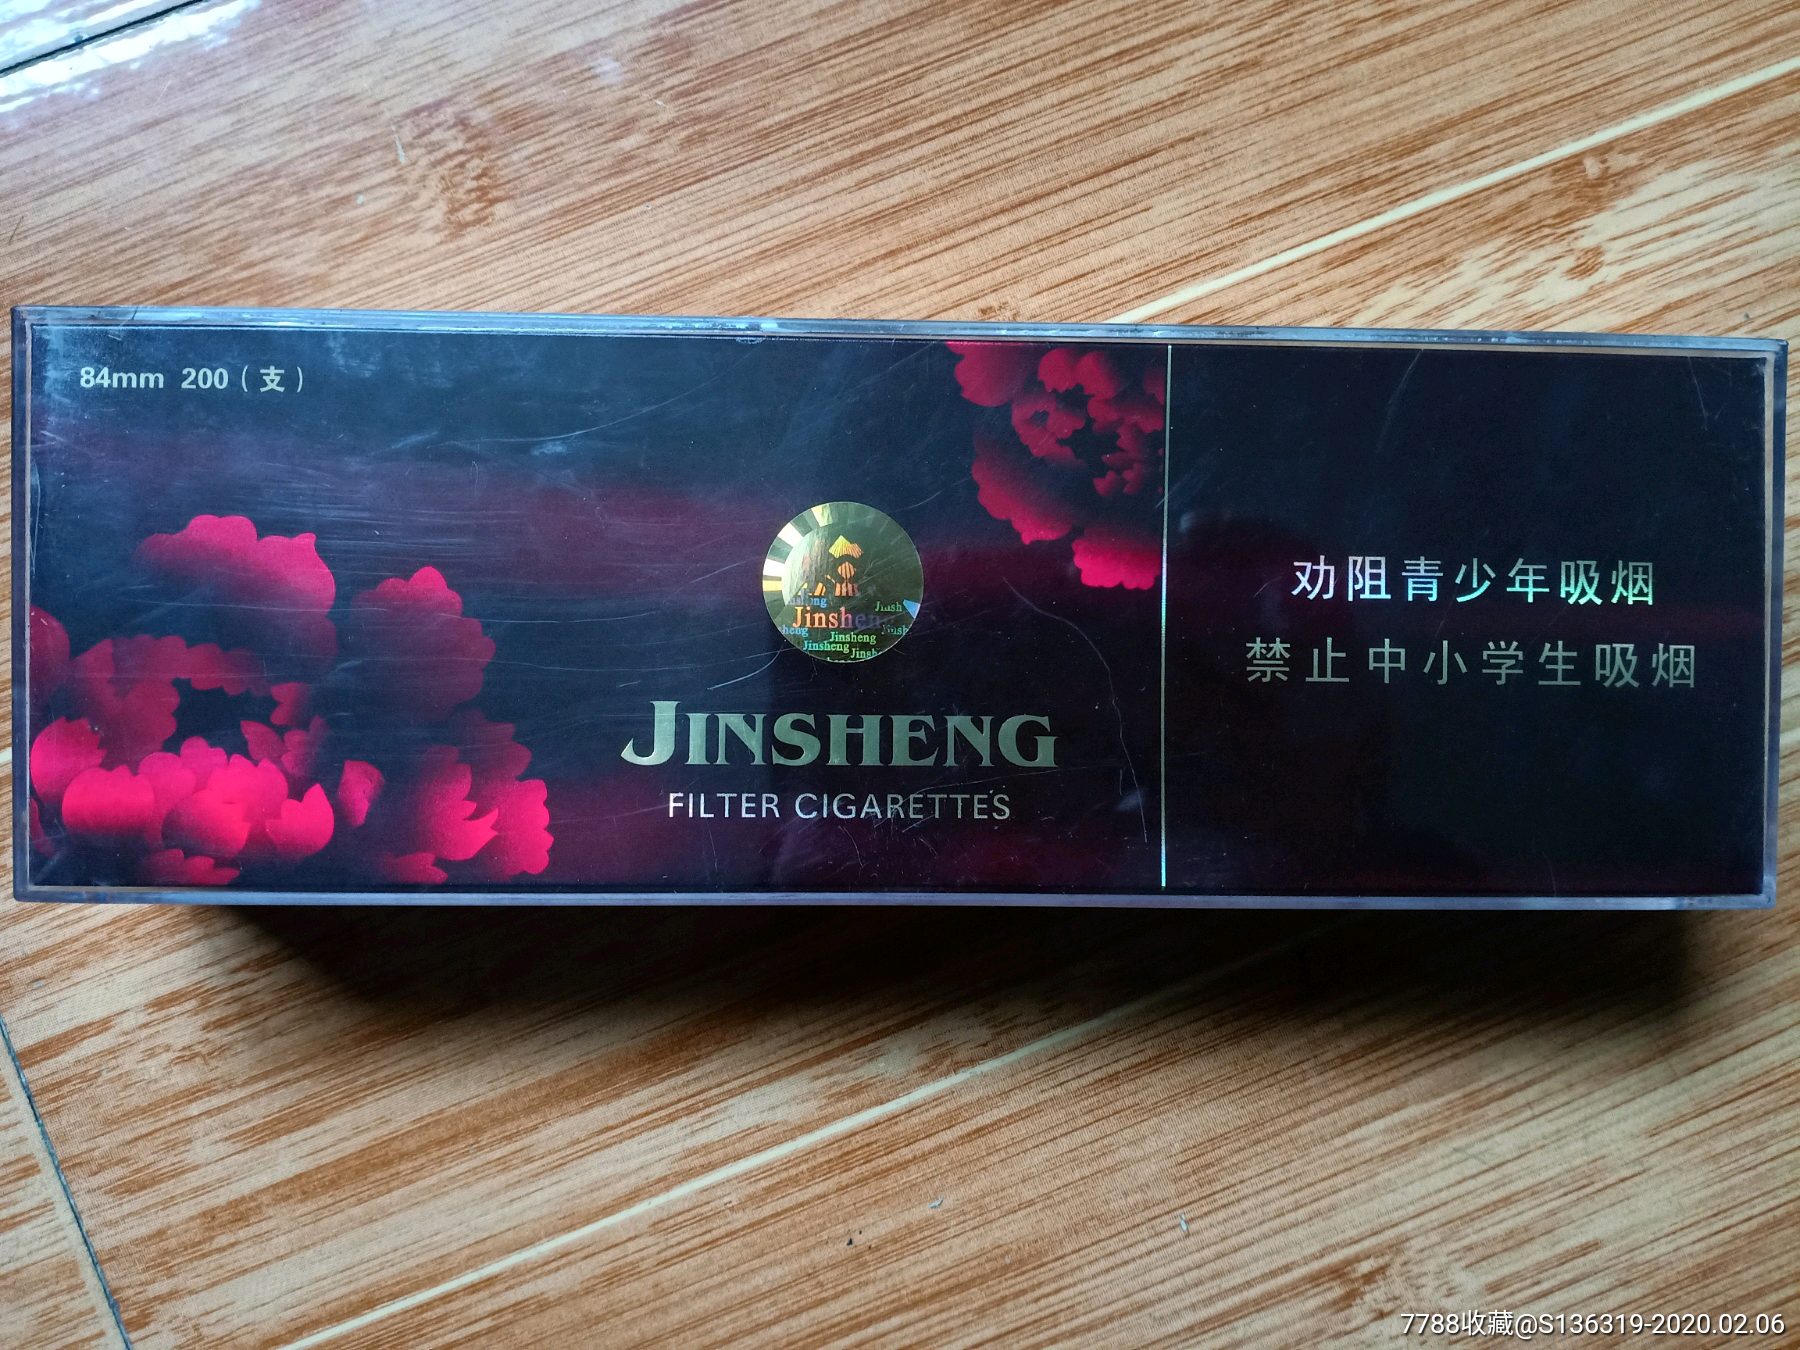 84mm 200（支）
Jinsheng
Jinsheng
Jinsheng
JINSHENG
FILTER CIGARETTES
劝阻青少年吸烟
禁止中小学生吸烟
7788收藏@S136319-2020.02.06